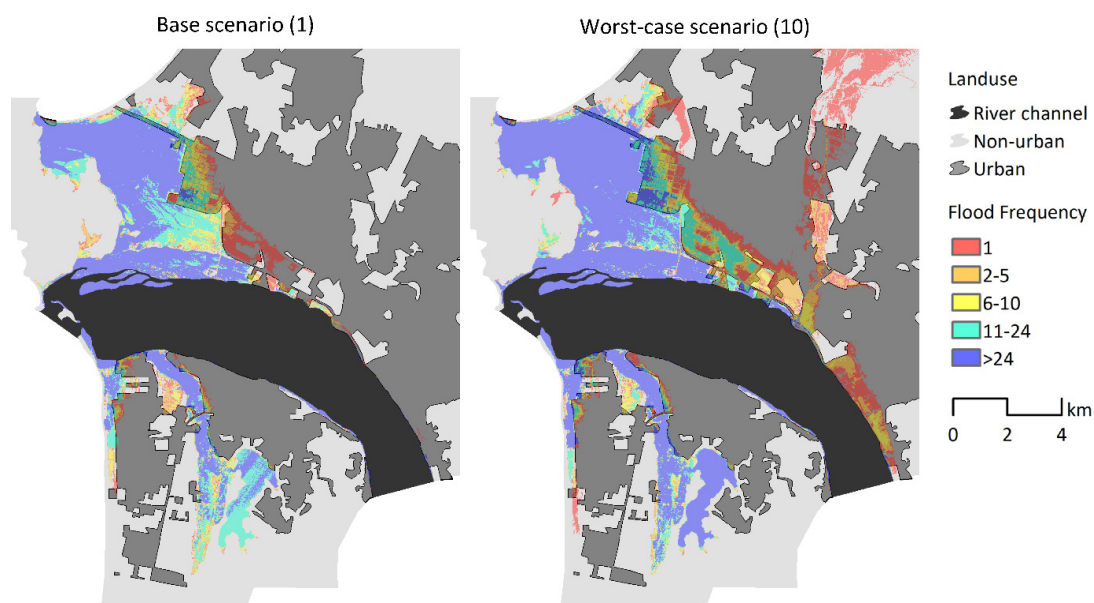 Base scenario (1)
Worst-case scenario (10)
Landuse
River channel
Non-urban
Urban
Flood Frequency
1
2-5
6-10
11-24
>24
km
0 2 4